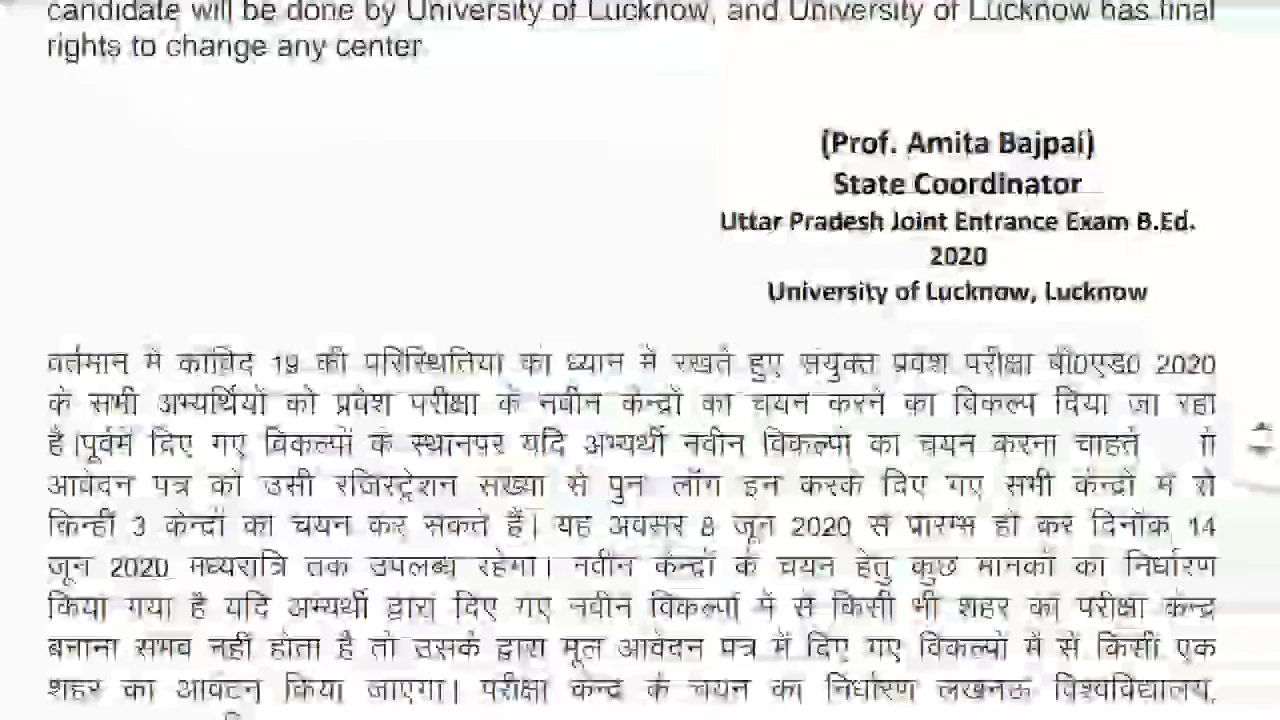 candidate will be done by University of Lucknow, and University of Lucknow has final
rights to change any center
(Prof. Amita Bajpai)
State Coordinator
Uttar Pradesh Joint Entrance Exam B.Ed.
2020
University of Lucknow, Lucknow
वर्तमान में कोविद 19 की परिस्थितियों को ध्यान में रखते हुए संयुक्त प्रवेश परीक्षा बी0एड0 2020
के सभी अभ्यर्थियों को प्रवेश परीक्षा के नवीन केन्द्रों का चयन करने का विकल्प दिया जा रहा
है।पूर्वमें दिए गए विकल्पों के स्थानपर यदि अभ्यर्थी नवीन विकल्पों का चयन करना चाहते
आवेदन पत्र को उसी रजिस्ट्रेशन संख्या से पुन लॉग इन करके दिए गए सभी केन्द्रों में से
किन्हीं 3 केन्द्रों का चयन कर सकते हैं। यह अवसर 8 जून 2020 से प्रारम्भ हो कर दिनॉक 14
जून 2020 मध्यरात्रि तक उपलब्ध रहेगा। नवीन केन्द्रों के चयन हेतु कुछ मानकों का निर्धारण
किया गया है यदि अभ्यर्थी द्वारा दिए गए नवीन विकल्पों में से किसी भी शहर का परीक्षा केन्द्र
बनाना संभव नहीं होता है तो उसके द्वारा मूल आवेदन पत्र में दिए गए विकल्पों में से किसी एक
शहर का आवंटन किया जाएगा। परीक्षा केन्द्र के चयन का निर्धारण लखनऊ विश्वविद्यालय,